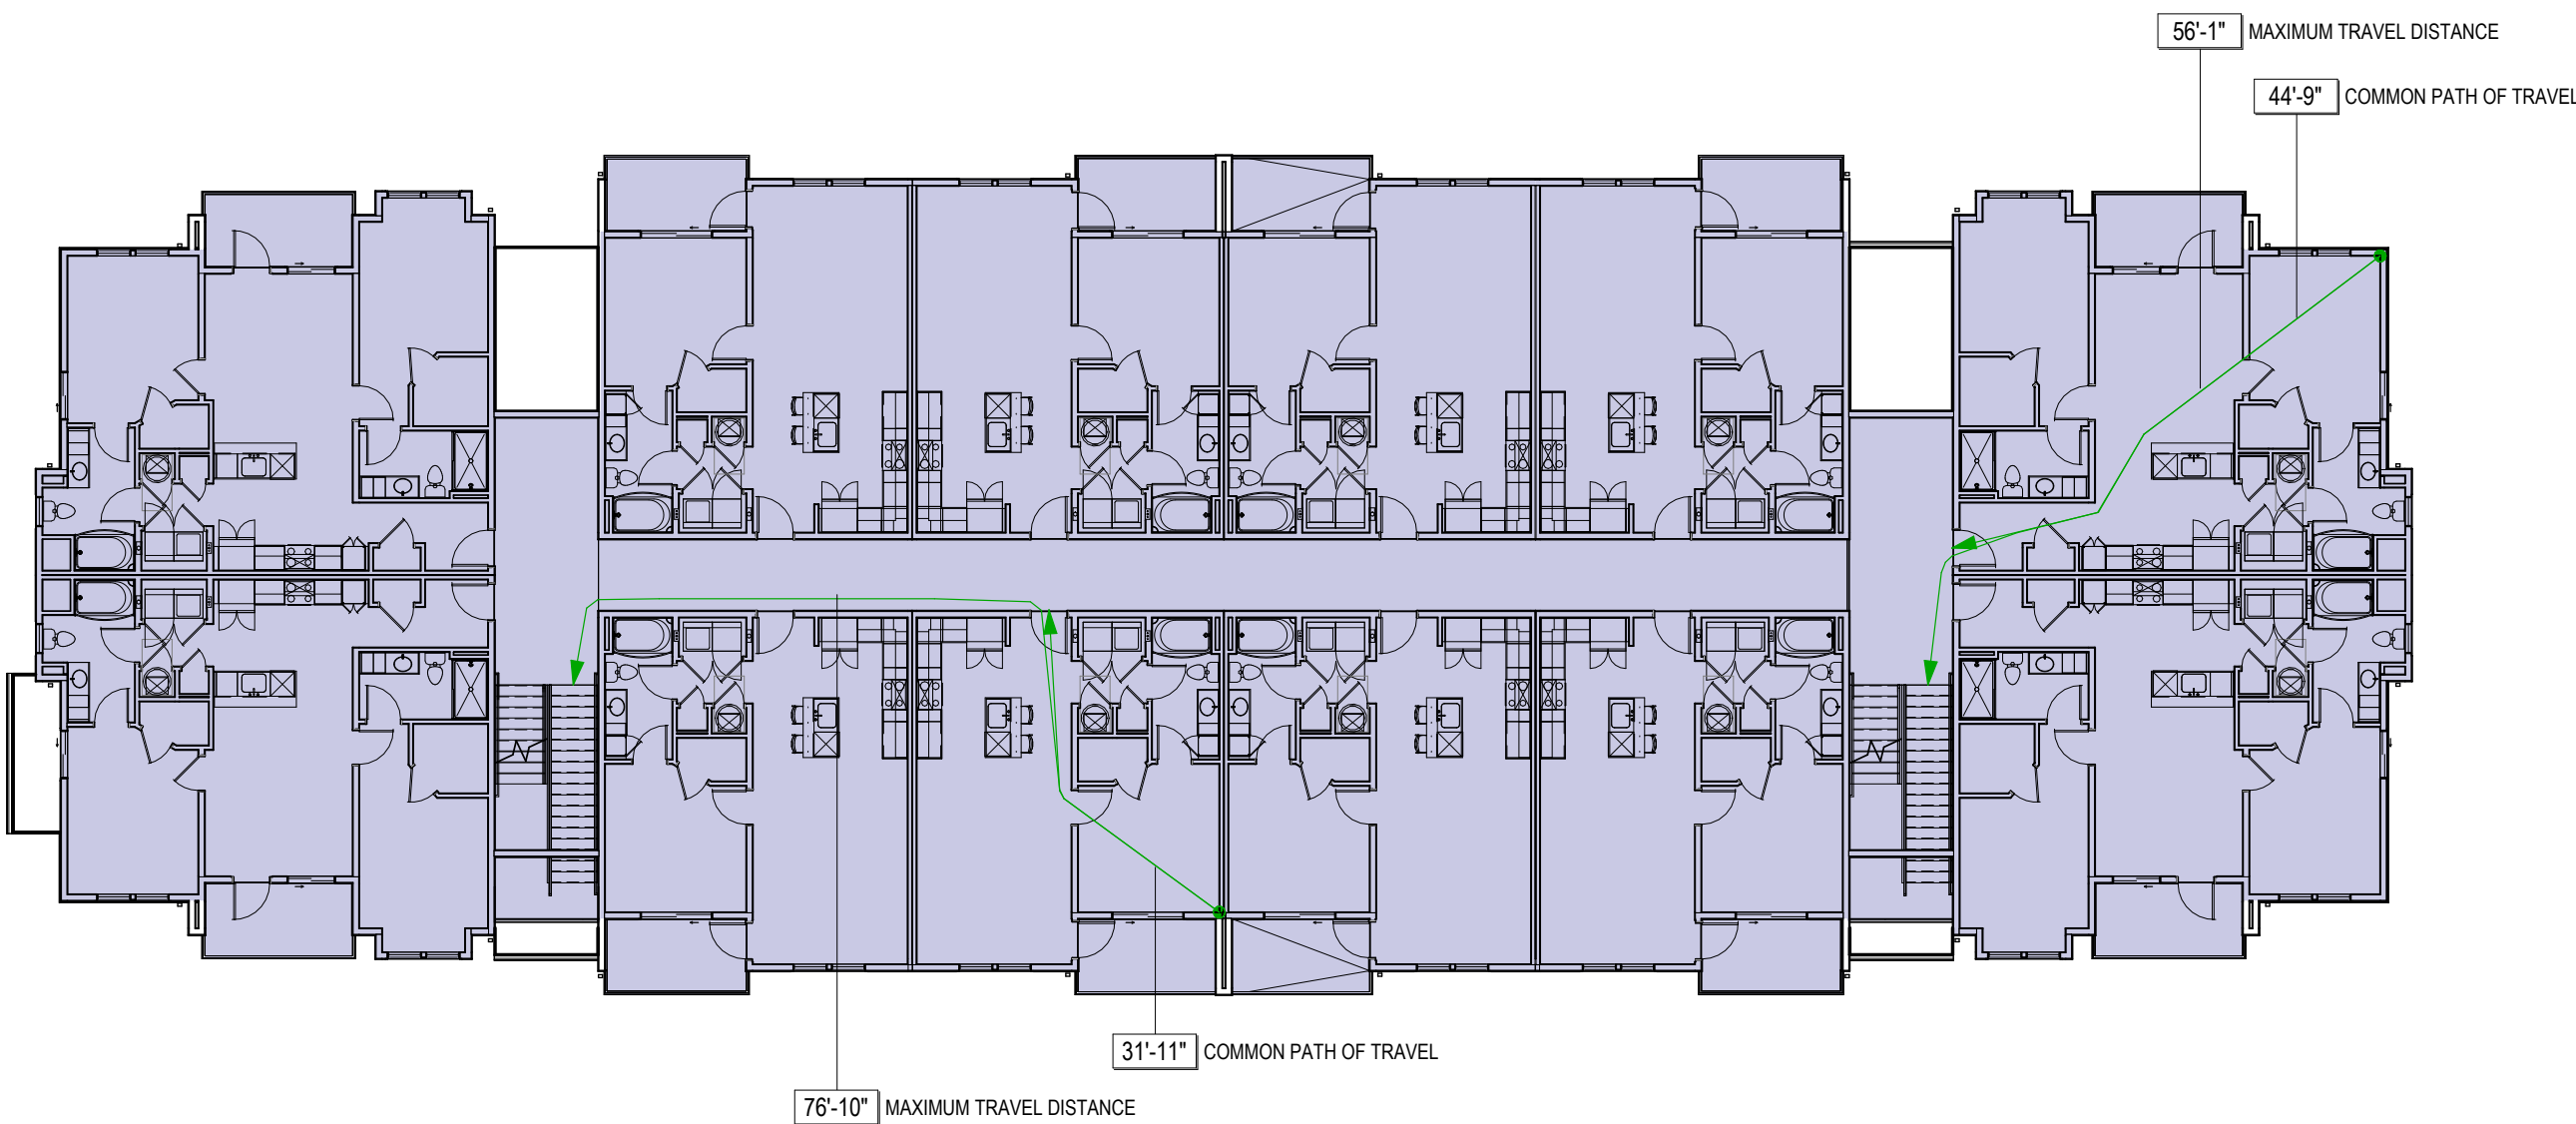 56'-1" MAXIMUM TRAVEL DISTANCE
44'-9" COMMON PATH OF TRAVEL
31'-11" COMMON PATH OF TRAVEL
76'-10" MAXIMUM TRAVEL DISTANCE